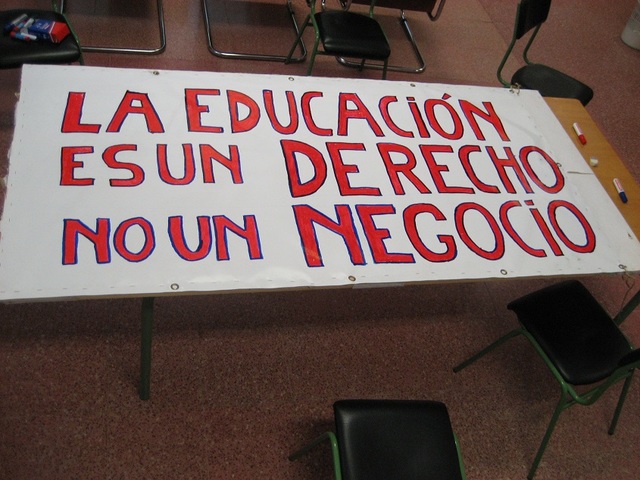 LA EDUCACIÓN
ES UN DERECHO
NO UN NEGOCIO